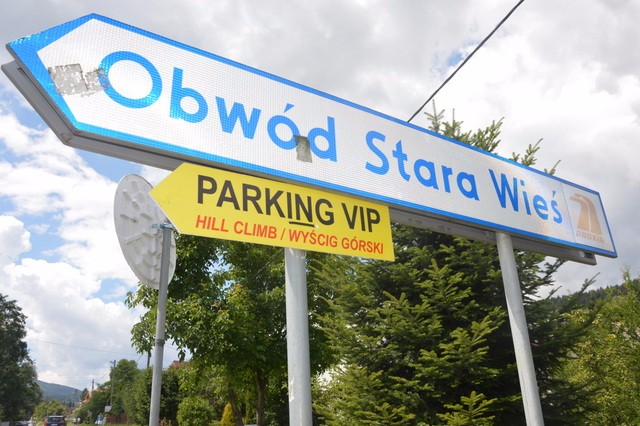 Obwód Stara Wieś
PARKING VIP
HILL CLIMB / WYŚCIG GÓRSKI